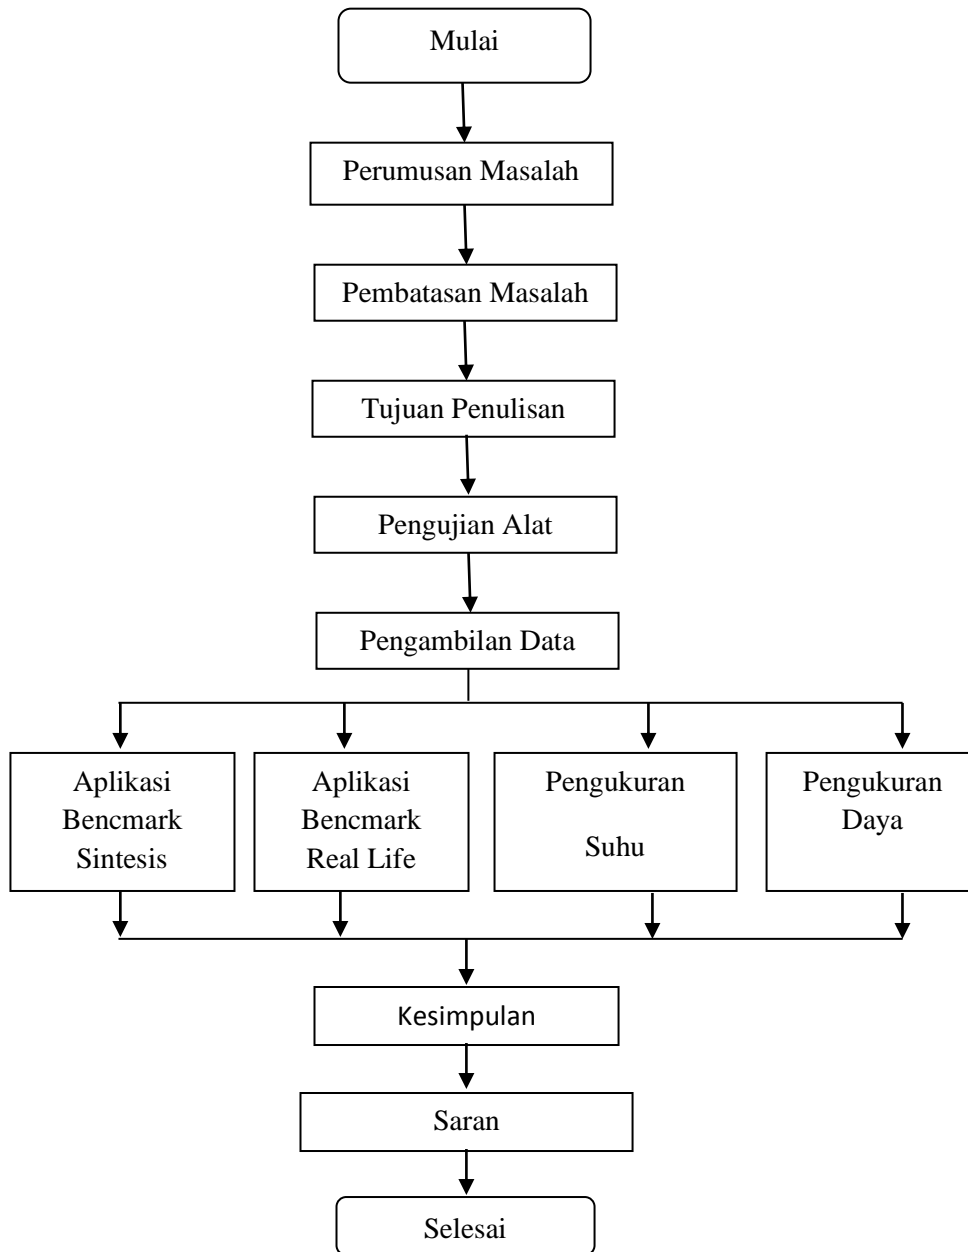 Mulai
Perumusan Masalah
Pembatasan Masalah
Tujuan Penulisan
Pengujian Alat
Pengambilan Data
Aplikasi
Bencmark
Sintesis
Aplikasi
Bencmark
Real Life
Pengukuran
Suhu
Pengukuran
Daya
Kesimpulan
Saran
Selesai